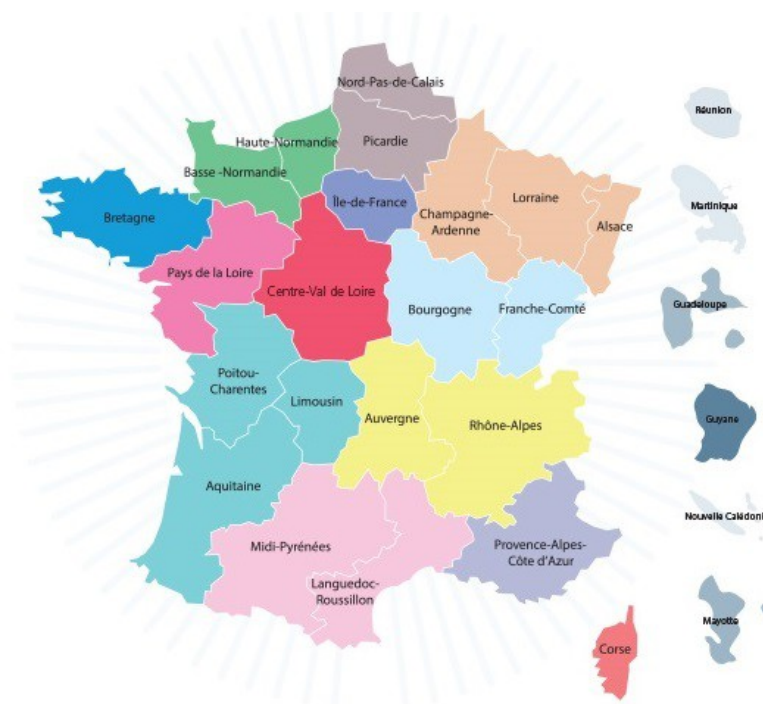 Nord-Pas-de-Calais
Réunion
Haute-Normandie
Picardie
Basse -Normandie
Île-de-France
Lorraine
Martinique
Bretagne
Champagne-
Ardenne
Alsace
Pays de la Loire
Centre-Val de Loire
Guadeloupe
Bourgogne
Franche-Comté
Poitou-
Charentes
Limousin
Auvergne
Rhône-Alpes
Guyane
Aquitaine
Nouvelle Calédoni
Midi-Pyrénées
Provence-Alpes-
Côte d'Azur
Languedoc-
Roussillon
Mayotte
Corse